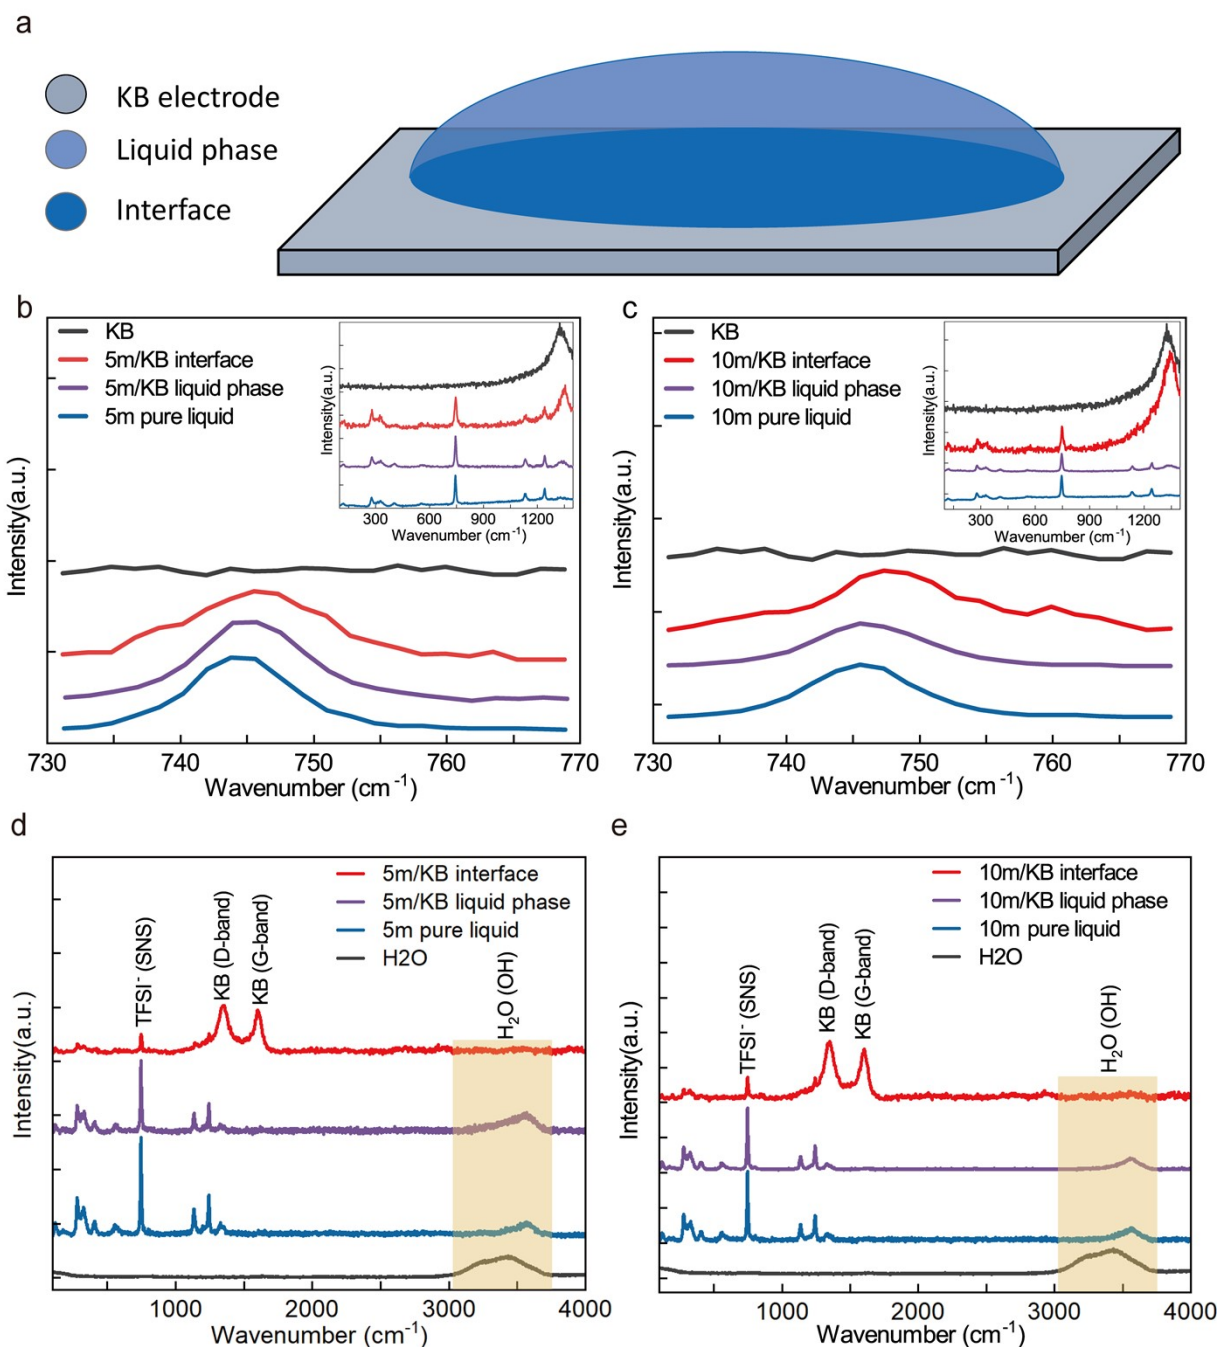 a
KB electrode
Liquid phase
Interface
b
KB
5m/KB interface
5m/KB liquid phase
5m pure liquid
Intensity(a.u.)
300 600 900 1200
Wavenumber (cm⁻¹)
Intensity(a.u.)
730 740 750 760 770
Wavenumber (cm⁻¹)
c
KB
10m/KB interface
10m/KB liquid phase
10m pure liquid
Intensity(a.u.)
300 600 900 1200
Wavenumber (cm⁻¹)
Intensity(a.u.)
730 740 750 760 770
Wavenumber (cm⁻¹)
d
5m/KB interface
5m/KB liquid phase
5m pure liquid
H2O
TFSI⁻ (SNS)
KB (D-band)
KB (G-band)
H₂O (OH)
Intensity(a.u.)
1000 2000 3000 4000
Wavenumber (cm⁻¹)
e
10m/KB interface
10m/KB liquid phase
10m pure liquid
H2O
TFSI⁻ (SNS)
KB (D-band)
KB (G-band)
H₂O (OH)
Intensity(a.u.)
1000 2000 3000 4000
Wavenumber (cm⁻¹)